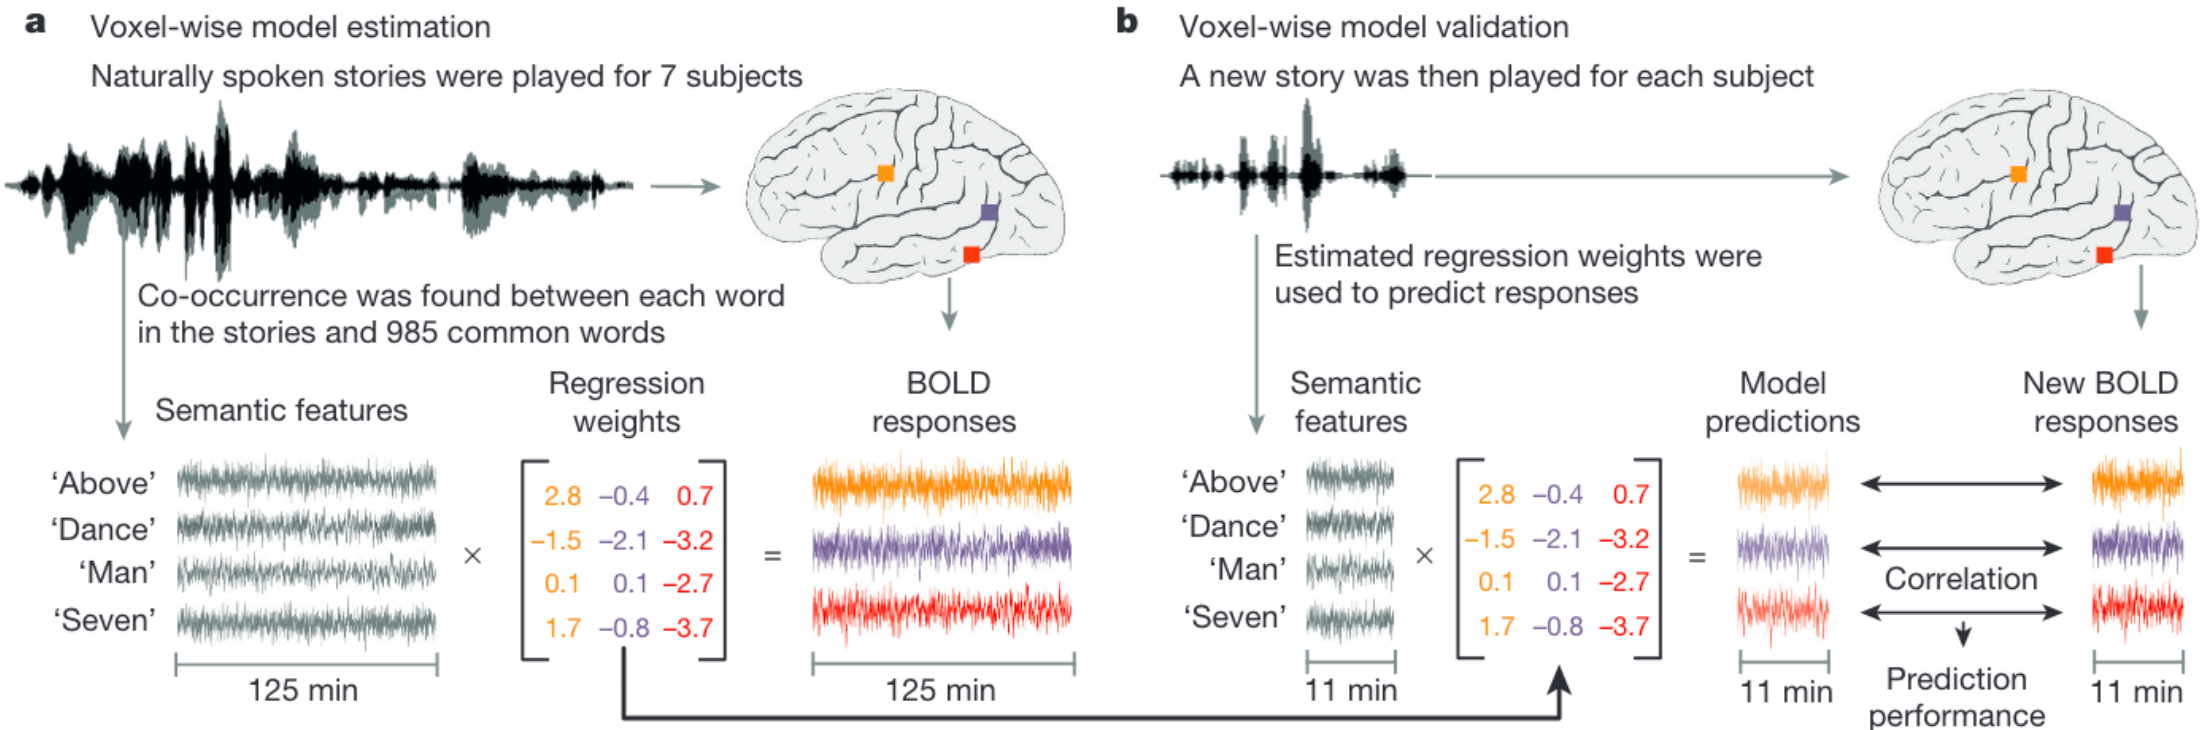 a Voxel-wise model estimation
Naturally spoken stories were played for 7 subjects
Co-occurrence was found between each word
in the stories and 985 common words
Semantic features
Regression
weights
BOLD
responses
‘Above’
‘Dance’
‘Man’
‘Seven’
×
2.8 −0.4 0.7
−1.5 −2.1 −3.2
0.1 0.1 −2.7
1.7 −0.8 −3.7
=
125 min
125 min
b Voxel-wise model validation
A new story was then played for each subject
Estimated regression weights were
used to predict responses
Semantic
features
Model
predictions
New BOLD
responses
‘Above’
‘Dance’
‘Man’
‘Seven’
×
2.8 −0.4 0.7
−1.5 −2.1 −3.2
0.1 0.1 −2.7
1.7 −0.8 −3.7
=
Correlation
Prediction
performance
11 min
11 min
11 min